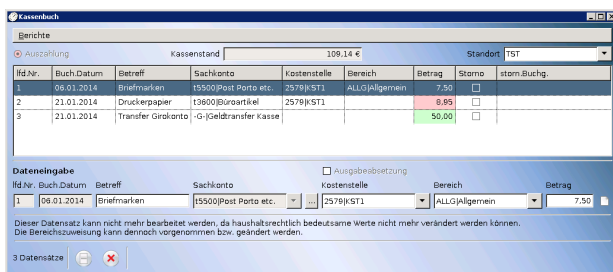 Kassenbuch
Berichte
Auszahlung Kassenstand 109,14 € Standort TST
lfd.Nr. Buch.Datum Betreff Sachkonto Kostenstelle Bereich Betrag Storno storn.Buchg.
1 06.01.2014 Briefmarken t5500|Post Porto etc. 2579|KST1 ALLG|Allgemein 7,50
2 21.01.2014 Druckerpapier t3600|Büroartikel 2579|KST1 8,95
3 21.01.2014 Transfer Girokonto -G-|Geldtransfer Kasse 50,00
Dateneingabe Ausgabeabsetzung
lfd.Nr. Buch.Datum Betreff Sachkonto Kostenstelle Bereich Betrag
1 06.01.2014 Briefmarken t5500|Post Porto etc. ... 2579|KST1 ALLG|Allgemein 7,50
Dieser Datensatz kann nicht mehr bearbeitet werden, da haushaltsrechtlich bedeutsame Werte nicht mehr verändert werden können.
Die Bereichszuweisung kann dennoch vorgenommen bzw. geändert werden.
3 Datensätze